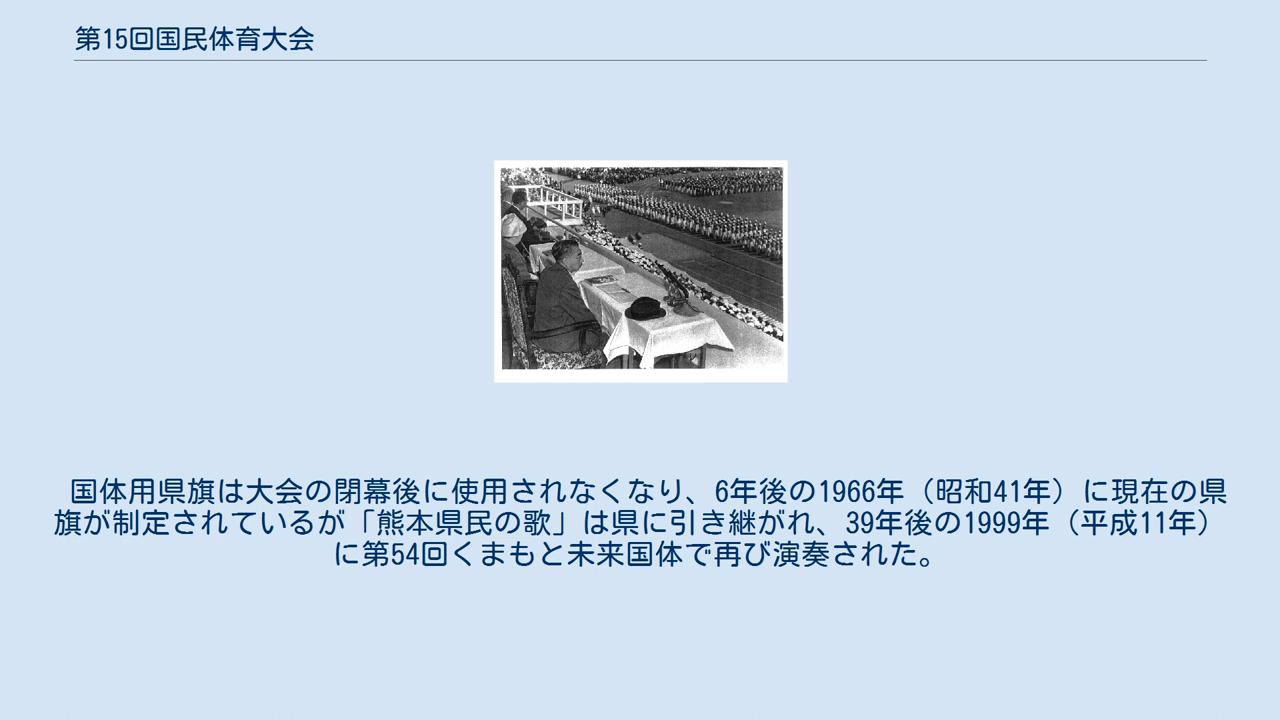 第15回国民体育大会
国体用県旗は大会の閉幕後に使用されなくなり、6年後の1966年（昭和41年）に現在の県
旗が制定されているが「熊本県民の歌」は県に引き継がれ、39年後の1999年（平成11年）
に第54回くまもと未来国体で再び演奏された。